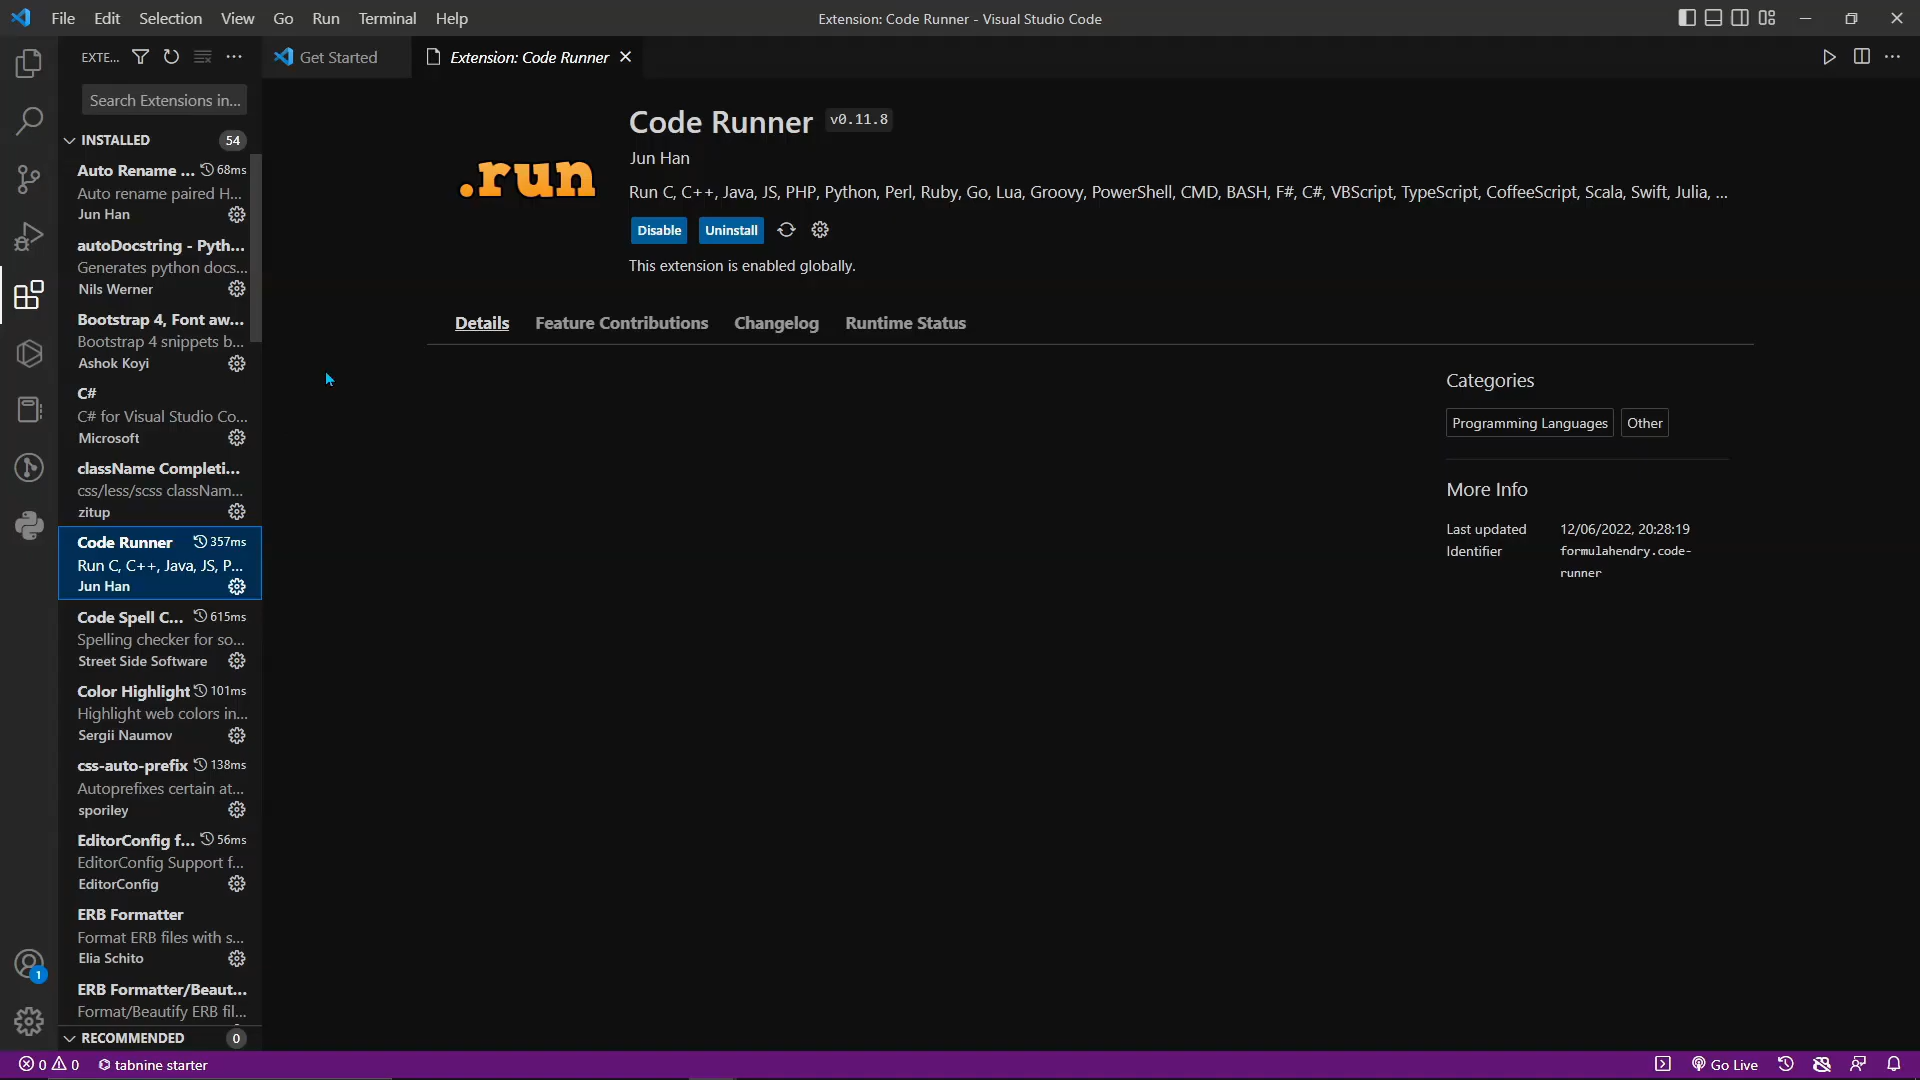 File Edit Selection View Go Run Terminal Help
Extension: Code Runner - Visual Studio Code
EXTE...
Get Started
Extension: Code Runner
Search Extensions in...
INSTALLED 54
Auto Rename ... 68ms
Auto rename paired H...
Jun Han
autoDocstring - Pyth...
Generates python docs...
Nils Werner
Bootstrap 4, Font aw...
Bootstrap 4 snippets b...
Ashok Koyi
C#
C# for Visual Studio Co...
Microsoft
className Completi...
css/less/scss classNam...
zitup
Code Runner 357ms
Run C, C++, Java, JS, P...
Jun Han
Code Spell C... 615ms
Spelling checker for so...
Street Side Software
Color Highlight 101ms
Highlight web colors in...
Sergii Naumov
css-auto-prefix 138ms
Autoprefixes certain at...
sporiley
EditorConfig f... 56ms
EditorConfig Support f...
EditorConfig
ERB Formatter
Format ERB files with s...
Elia Schito
ERB Formatter/Beaut...
Format/Beautify ERB fil...
RECOMMENDED 0
1
.run
Code Runner v0.11.8
Jun Han
Run C, C++, Java, JS, PHP, Python, Perl, Ruby, Go, Lua, Groovy, PowerShell, CMD, BASH, F#, C#, VBScript, TypeScript, CoffeeScript, Scala, Swift, Julia, ...
Disable Uninstall
This extension is enabled globally.
Details Feature Contributions Changelog Runtime Status
Categories
Programming Languages Other
More Info
Last updated 12/06/2022, 20:28:19
Identifier formulahendry.code-
runner
0 0 tabnine starter
Go Live